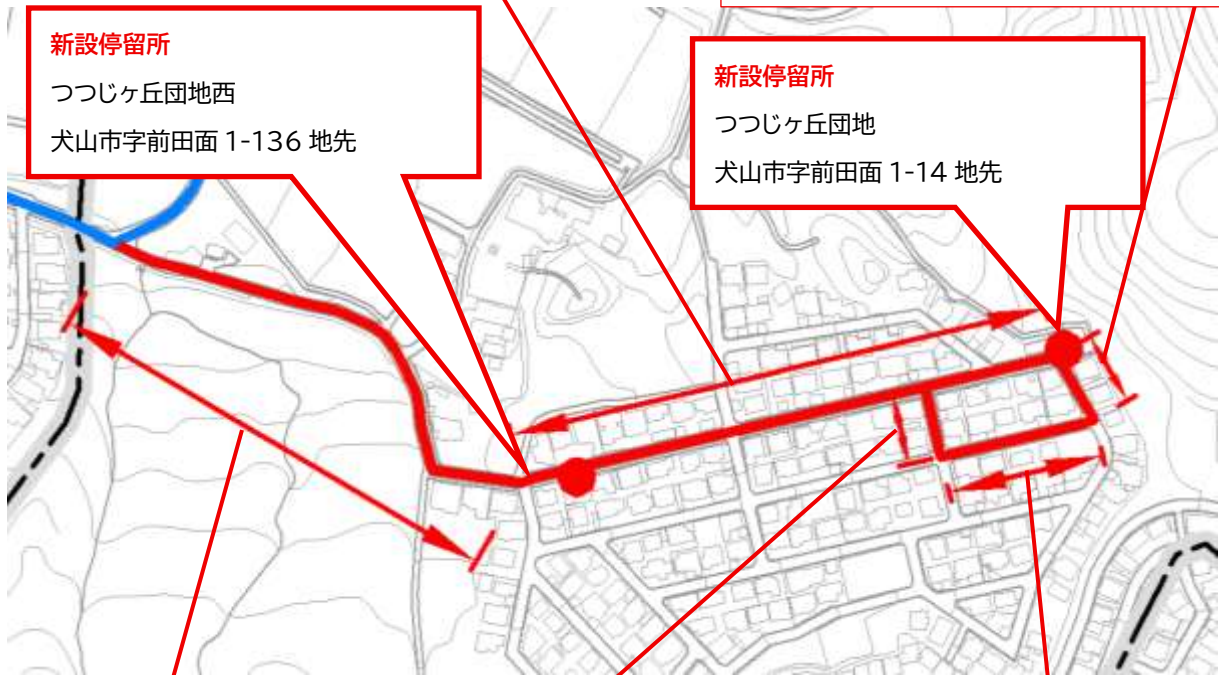 新設停留所
つつじヶ丘団地西
犬山市字前田面 1-136 地先
新設停留所
つつじヶ丘団地
犬山市字前田面 1-14 地先